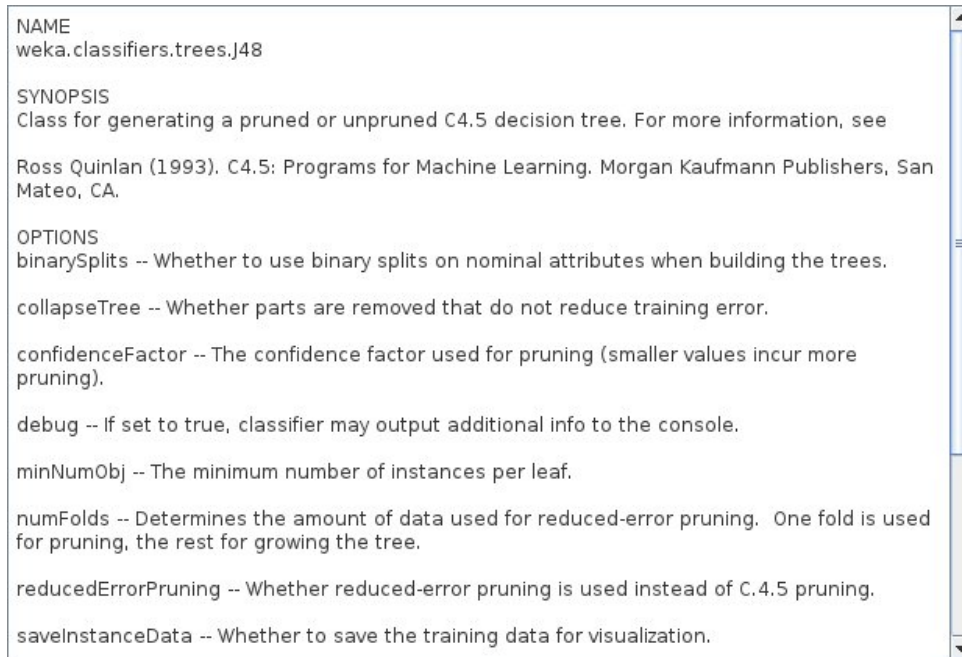 NAME
weka.classifiers.trees.J48
SYNOPSIS
Class for generating a pruned or unpruned C4.5 decision tree. For more information, see
Ross Quinlan (1993). C4.5: Programs for Machine Learning. Morgan Kaufmann Publishers, San
Mateo, CA.
OPTIONS
binarySplits -- Whether to use binary splits on nominal attributes when building the trees.
collapseTree -- Whether parts are removed that do not reduce training error.
confidenceFactor -- The confidence factor used for pruning (smaller values incur more
pruning).
debug -- If set to true, classifier may output additional info to the console.
minNumObj -- The minimum number of instances per leaf.
numFolds -- Determines the amount of data used for reduced-error pruning.  One fold is used
for pruning, the rest for growing the tree.
reducedErrorPruning -- Whether reduced-error pruning is used instead of C.4.5 pruning.
saveInstanceData -- Whether to save the training data for visualization.